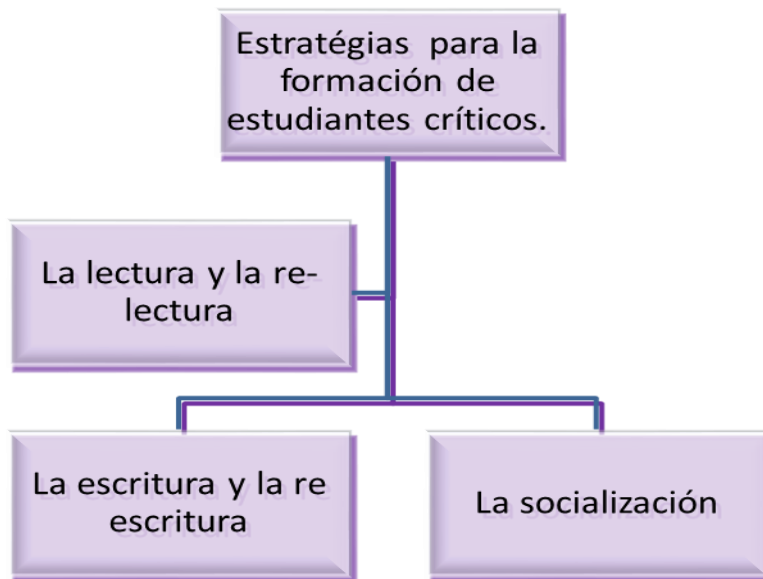 Estratégias para la
formación de
estudiantes críticos.
La lectura y la re-
lectura
La escritura y la re
escritura
La socialización